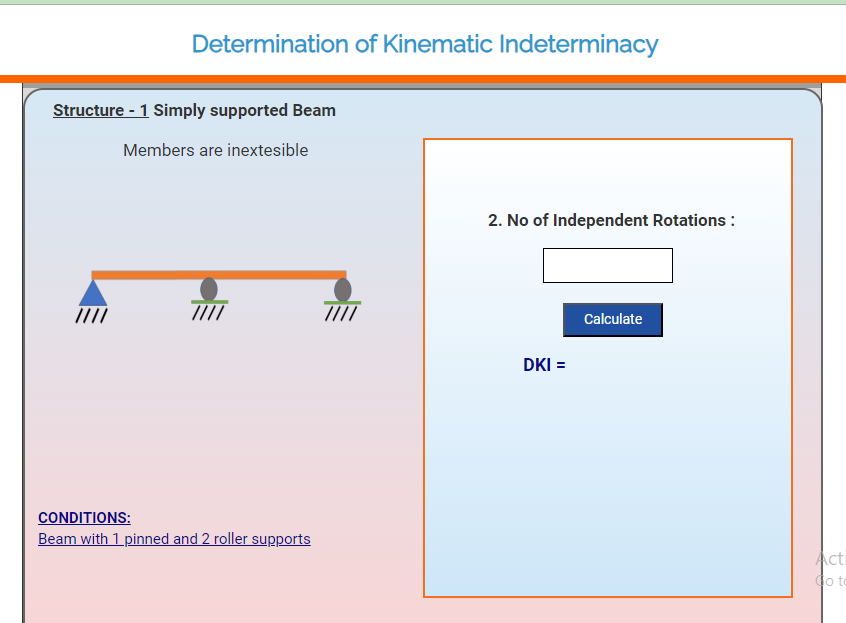 Determination of Kinematic Indeterminacy
Structure - 1 Simply supported Beam
Members are inextesible
2. No of Independent Rotations :
Calculate
DKI =
CONDITIONS:
Beam with 1 pinned and 2 roller supports
Acti
Go to